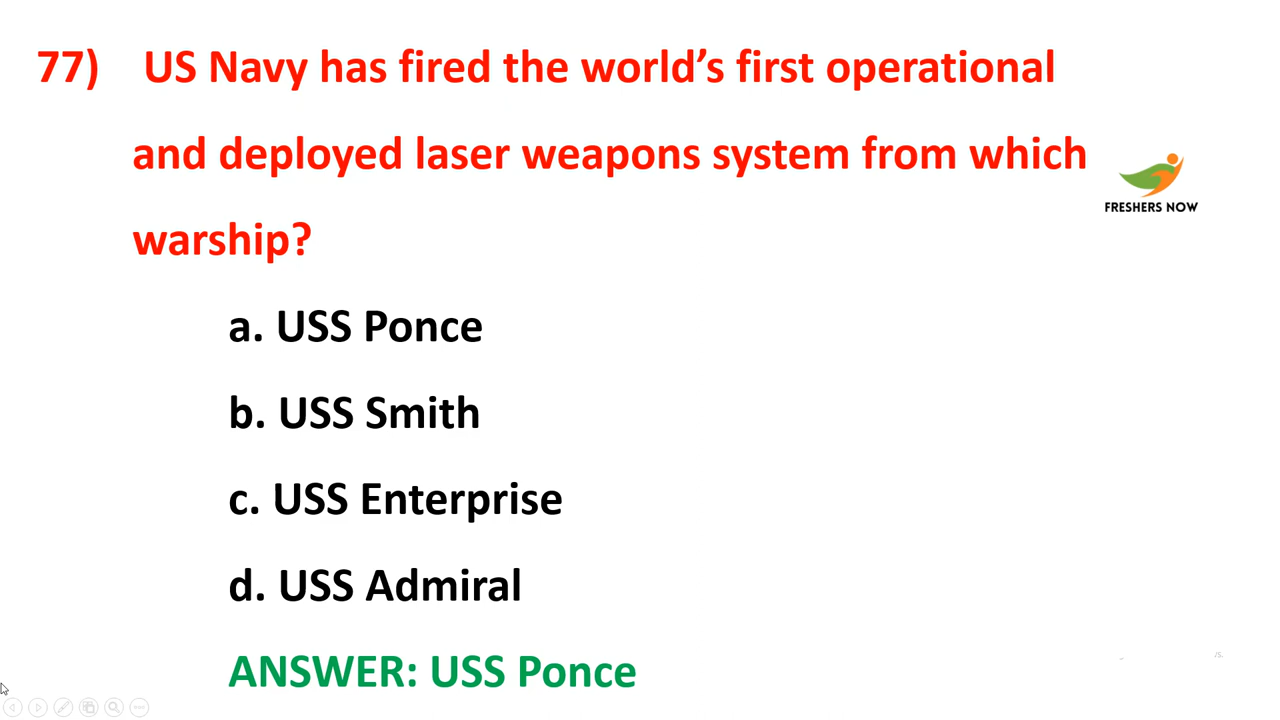 77) US Navy has fired the world’s first operational
and deployed laser weapons system from which
warship?
FRESHERS NOW
a. USS Ponce
b. USS Smith
c. USS Enterprise
d. USS Admiral
ANSWER: USS Ponce